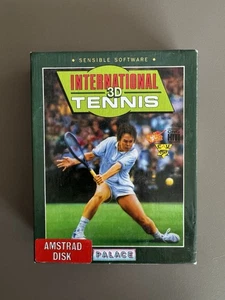 SENSIBLE SOFTWARE
INTERNATIONAL
3D
TENNIS
AMSTRAD
DISK
PALACE